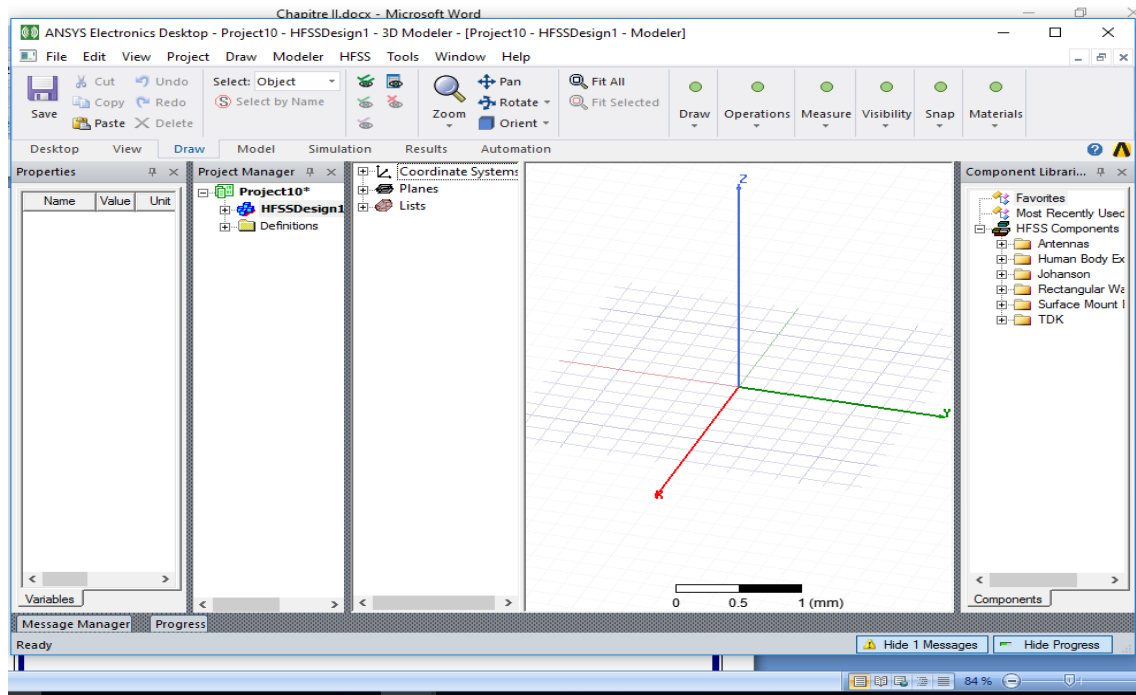 Chapitre II.docx - Microsoft Word
ANSYS Electronics Desktop - Project10 - HFSSDesign1 - 3D Modeler - [Project10 - HFSSDesign1 - Modeler]
File Edit View Project Draw Modeler HFSS Tools Window Help
Save
Cut Undo
Copy Redo
Paste Delete
Select: Object
Select by Name
Zoom
Pan
Rotate
Orient
Fit All
Fit Selected
Draw Operations Measure Visibility Snap Materials
Desktop View Draw Model Simulation Results Automation
Properties
Name Value Unit
Variables
Project Manager
Project10*
HFSSDesign1
Definitions
Coordinate Systems
Planes
Lists
Z
Y
X
0 0.5 1 (mm)
Component Librari...
Favorites
Most Recently Used
HFSS Components
Antennas
Human Body Ex
Johanson
Rectangular Wa
Surface Mount
TDK
Components
Message Manager Progress
Ready
Hide 1 Messages Hide Progress
84 %